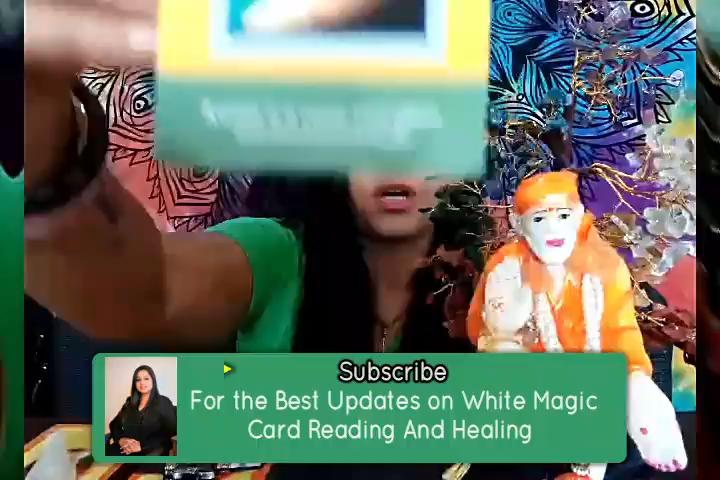 Subscribe
For the Best Updates on White Magic
Card Reading And Healing